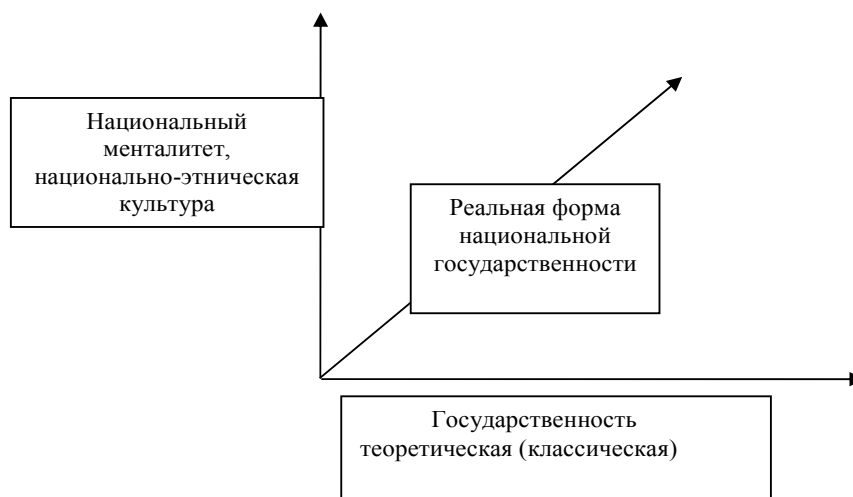 Национальный
менталитет,
национально-этническая
культура
Реальная форма
национальной
государственности
Государственность
теоретическая (классическая)